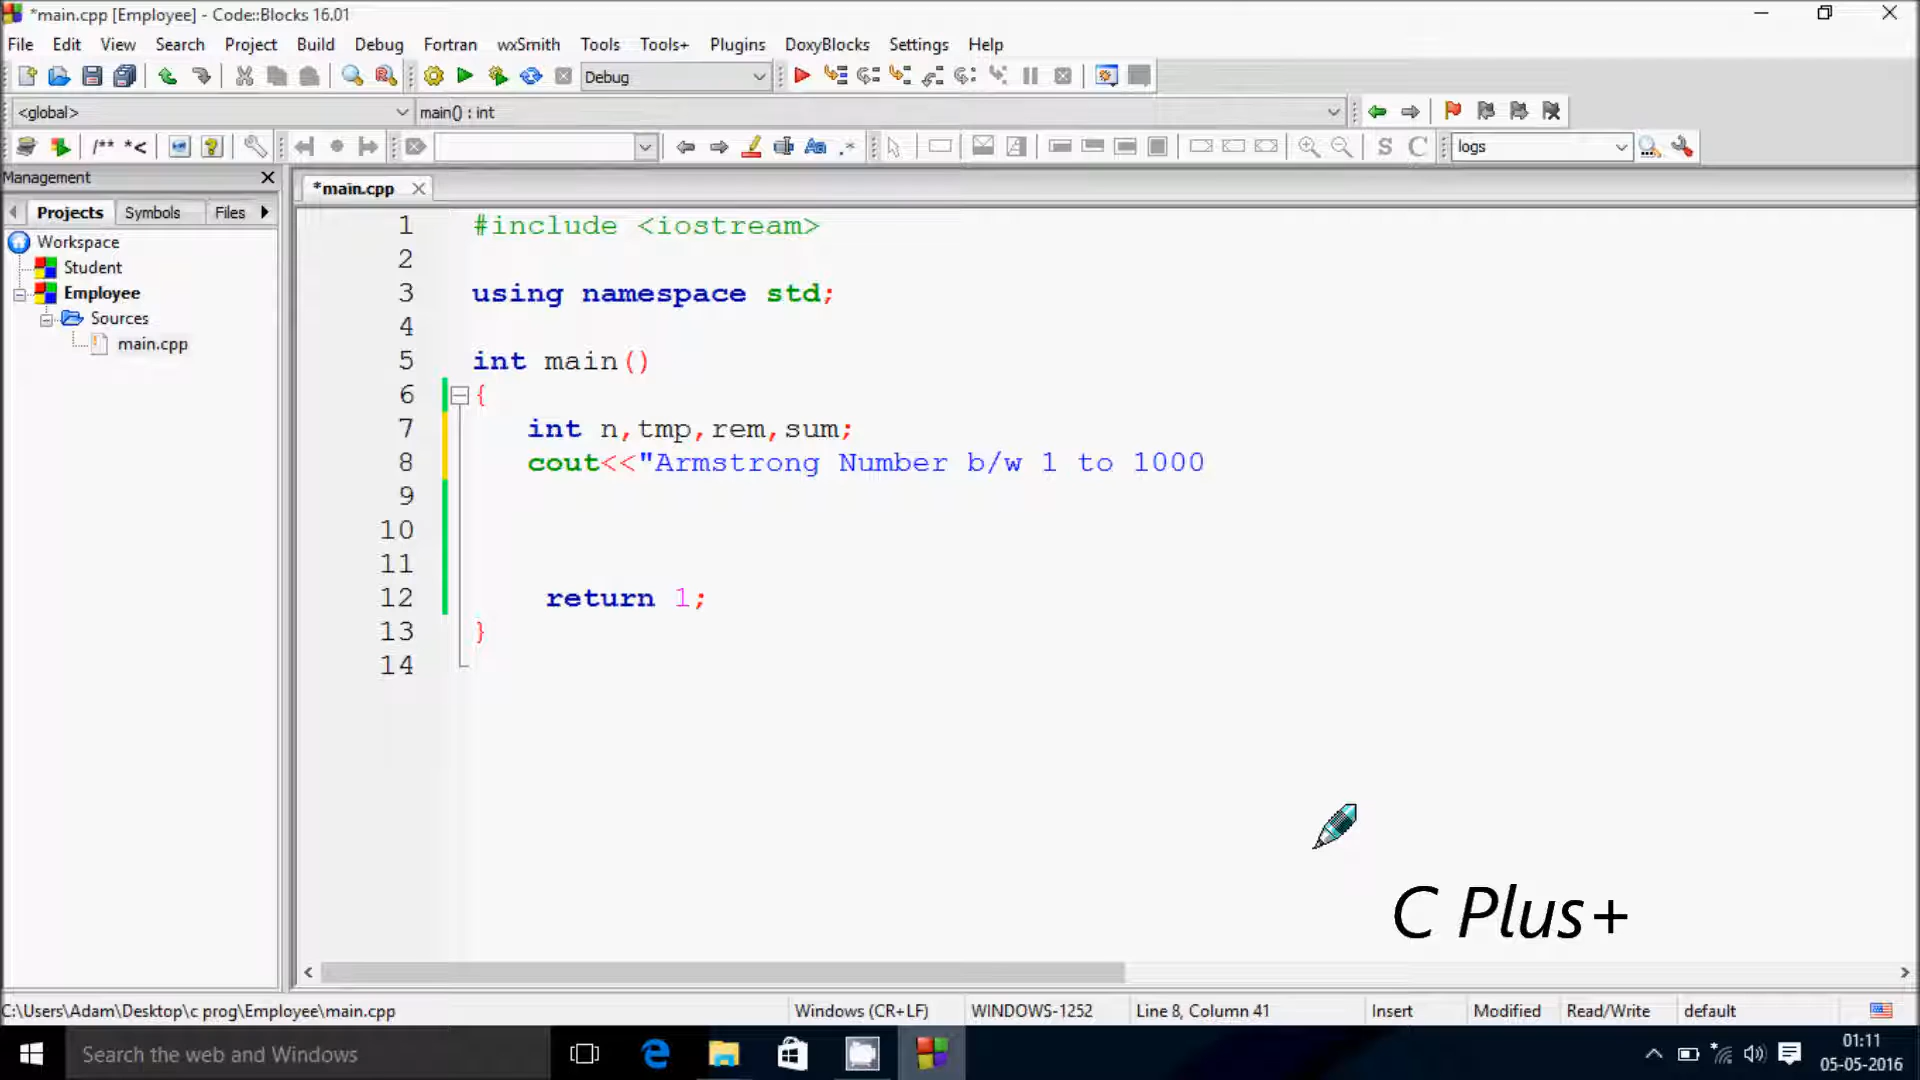 *main.cpp [Employee] - Code::Blocks 16.01
File Edit View Search Project Build Debug Fortran wxSmith Tools Tools+ Plugins DoxyBlocks Settings Help
Debug
<global> main() : int
/** *< S C logs
Management
Projects Symbols Files
*main.cpp
Workspace
Student
Employee
Sources
main.cpp
1 #include <iostream>
2
3 using namespace std;
4
5 int main()
6 {
7 int n,tmp,rem,sum;
8 cout<<"Armstrong Number b/w 1 to 1000
9
10
11
12 return 1;
13 }
14
C Plus+
C:\Users\Adam\Desktop\c prog\Employee\main.cpp Windows (CR+LF) WINDOWS-1252 Line 8, Column 41 Insert Modified Read/Write default
Search the web and Windows
01:11
05-05-2016